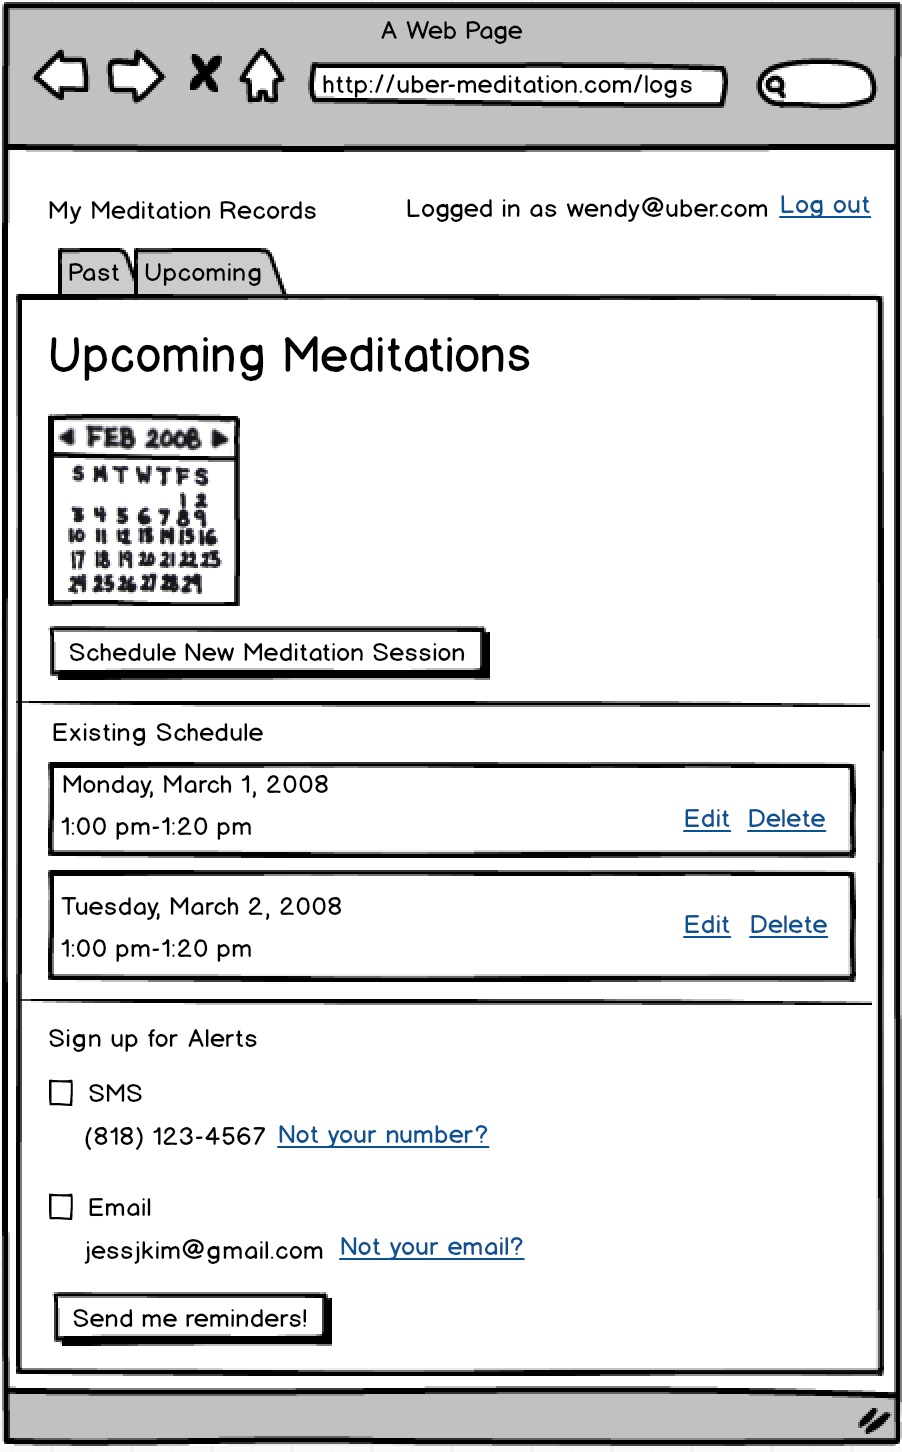 A Web Page
http://uber-meditation.com/logs
My Meditation Records
Logged in as wendy@uber.com Log out
Past Upcoming
Upcoming Meditations
FEB 2008
S M T W T F S
1 2
3 4 5 6 7 8 9
10 11 12 13 14 15 16
17 18 19 20 21 22 23
24 25 26 27 28 29
Schedule New Meditation Session
Existing Schedule
Monday, March 1, 2008
1:00 pm-1:20 pm
Edit Delete
Tuesday, March 2, 2008
1:00 pm-1:20 pm
Edit Delete
Sign up for Alerts
SMS
(818) 123-4567 Not your number?
Email
jessjkim@gmail.com Not your email?
Send me reminders!